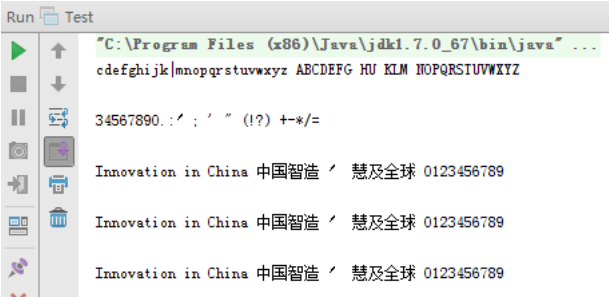 Run Test
"C:\Program Files (x86)\Java\jdk1.7.0_67\bin\java" ...
cdefghijk|mnopqrstuvwxyz ABCDEFG HU KLM NOPQRSTUVWXYZ
34567890.:′ ; ′ ″ (!?) +-*/=
Innovation in China 中国智造 ′ 慧及全球 0123456789
Innovation in China 中国智造 ′ 慧及全球 0123456789
Innovation in China 中国智造 ′ 慧及全球 0123456789